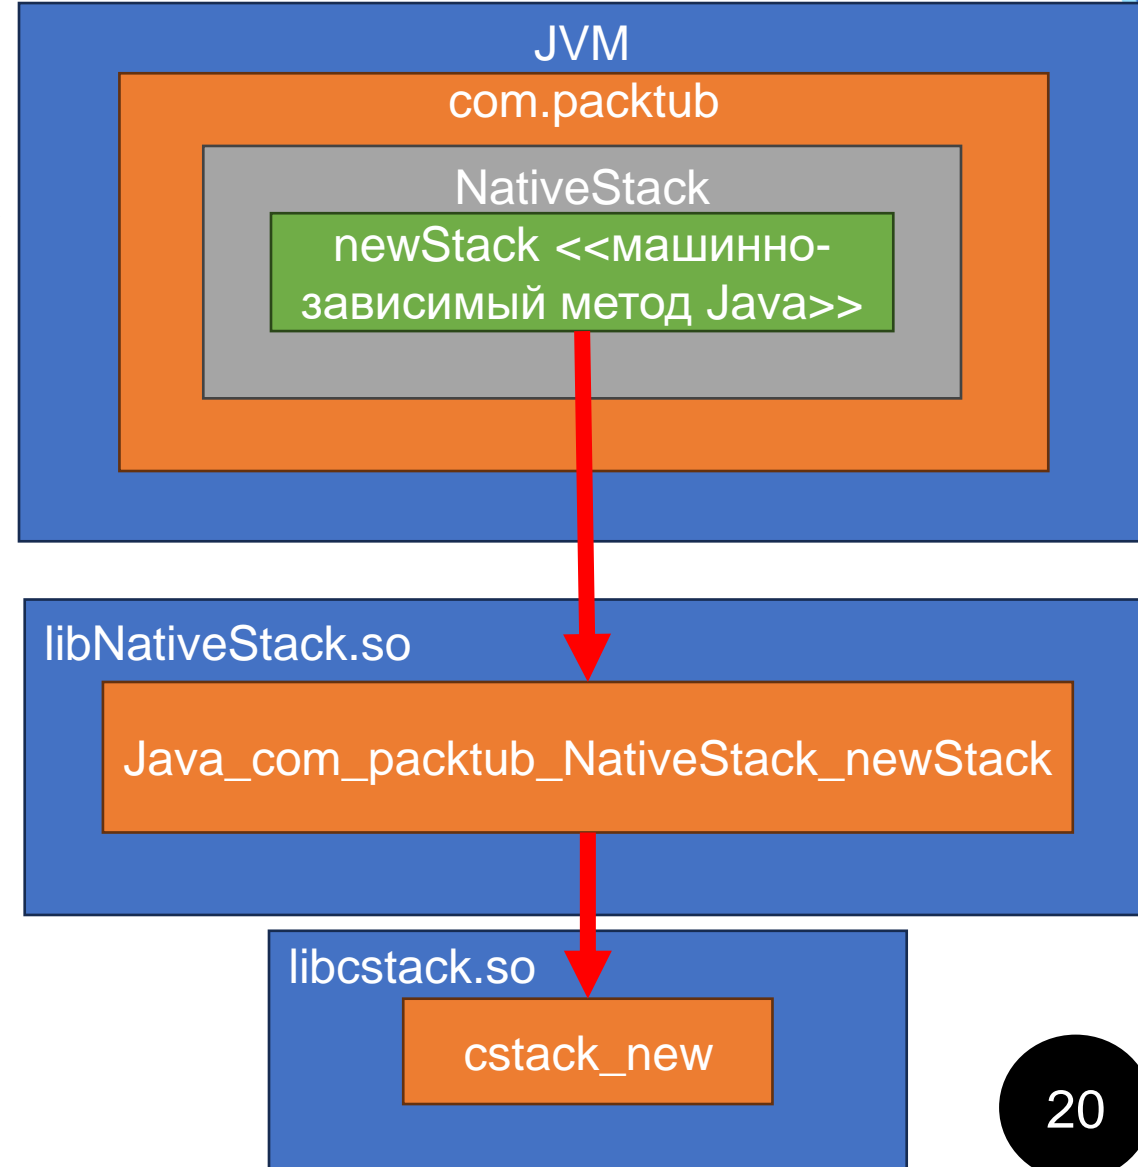 JVM
com.packtub
NativeStack
newStack <<машинно-
зависимый метод Java>>
libNativeStack.so
Java_com_packtub_NativeStack_newStack
libcstack.so
cstack_new
20